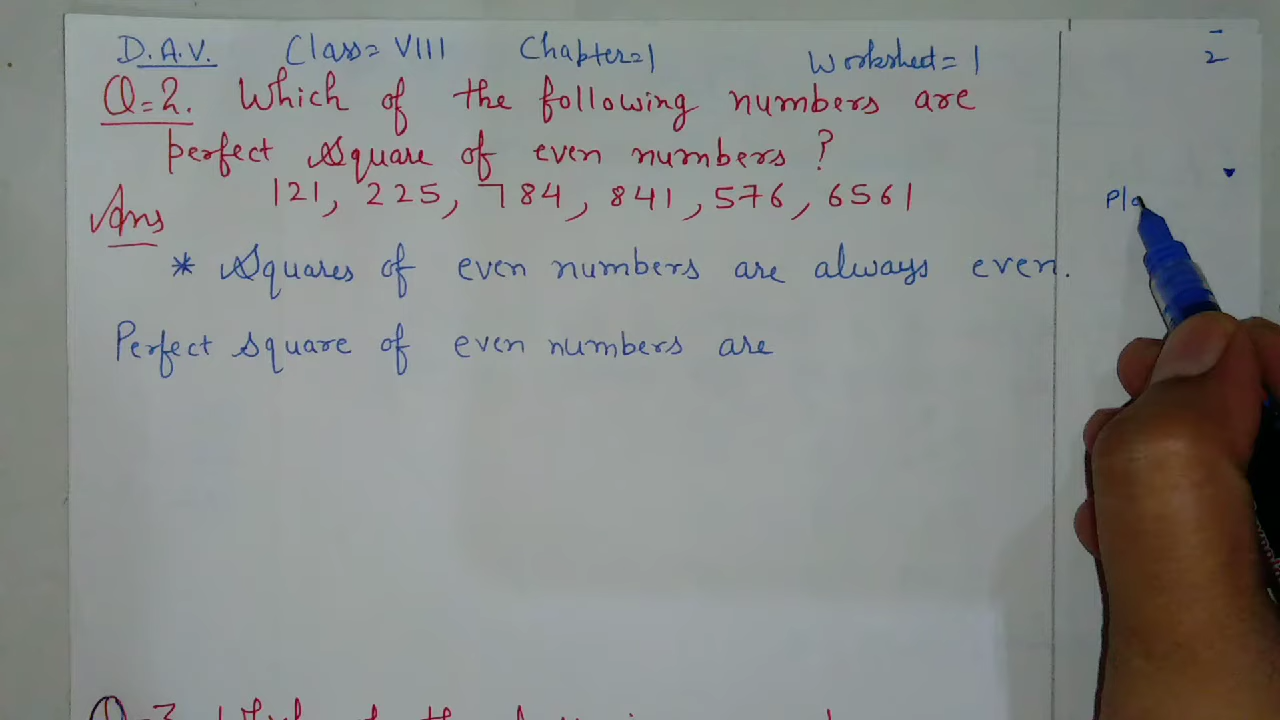 D.A.V. Class= VIII Chapter=1 Worksheet=1
Q=2. Which of the following numbers are
perfect square of even numbers ?
121, 225, 784, 841, 576, 6561
Ans
* Squares of even numbers are always even.
Perfect square of even numbers are
2
Pla